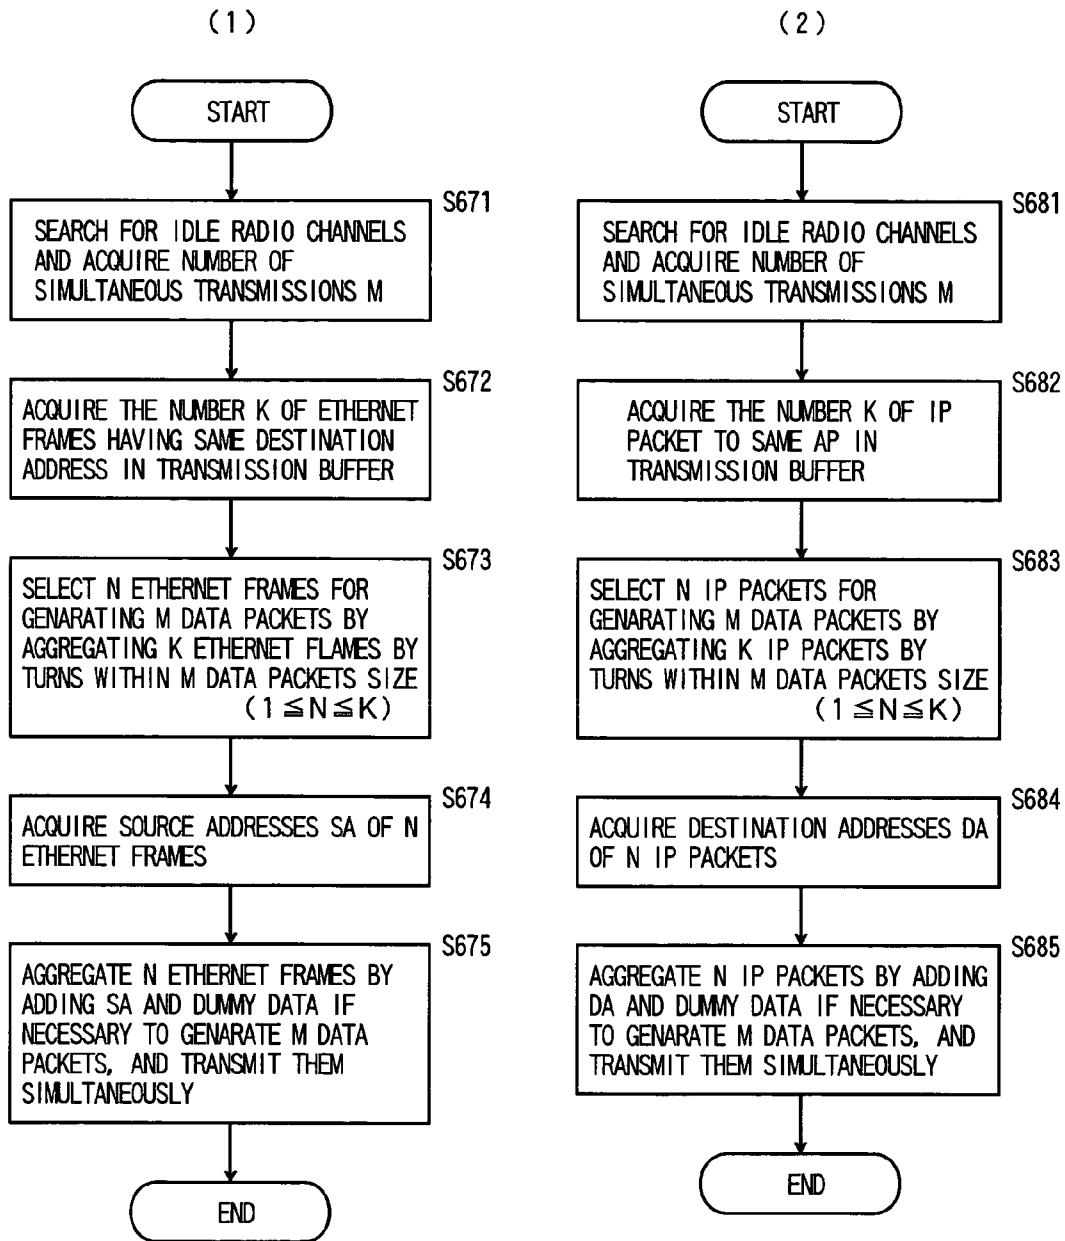 (1)
START
S671
SEARCH FOR IDLE RADIO CHANNELS
AND ACQUIRE NUMBER OF
SIMULTANEOUS TRANSMISSIONS M
S672
ACQUIRE THE NUMBER K OF ETHERNET
FRAMES HAVING SAME DESTINATION
ADDRESS IN TRANSMISSION BUFFER
S673
SELECT N ETHERNET FRAMES FOR
GENARATING M DATA PACKETS BY
AGGREGATING K ETHERNET FLAMES BY
TURNS WITHIN M DATA PACKETS SIZE
(1≦N≦K)
S674
ACQUIRE SOURCE ADDRESSES SA OF N
ETHERNET FRAMES
S675
AGGREGATE N ETHERNET FRAMES BY
ADDING SA AND DUMMY DATA IF
NECESSARY TO GENARATE M DATA
PACKETS, AND TRANSMIT THEM
SIMULTANEOUSLY
END
(2)
START
S681
SEARCH FOR IDLE RADIO CHANNELS
AND ACQUIRE NUMBER OF
SIMULTANEOUS TRANSMISSIONS M
S682
ACQUIRE THE NUMBER K OF IP
PACKET TO SAME AP IN
TRANSMISSION BUFFER
S683
SELECT N IP PACKETS FOR
GENARATING M DATA PACKETS BY
AGGREGATING K IP PACKETS BY
TURNS WITHIN M DATA PACKETS SIZE
(1≦N≦K)
S684
ACQUIRE DESTINATION ADDRESSES DA
OF N IP PACKETS
S685
AGGREGATE N IP PACKETS BY ADDING
DA AND DUMMY DATA IF NECESSARY
TO GENARATE M DATA PACKETS, AND
TRANSMIT THEM SIMULTANEOUSLY
END